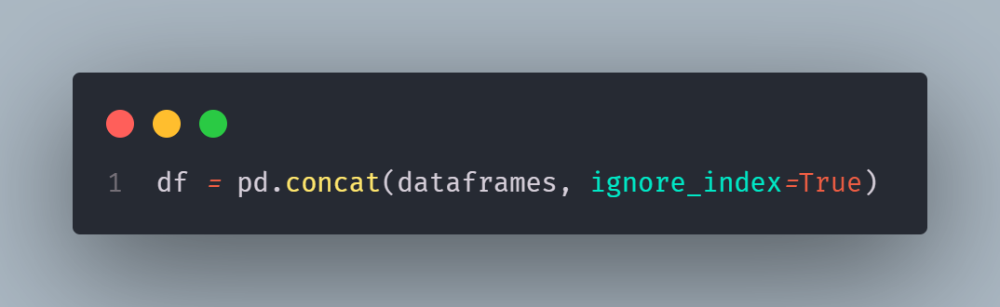 1 df = pd.concat(dataframes, ignore_index=True)